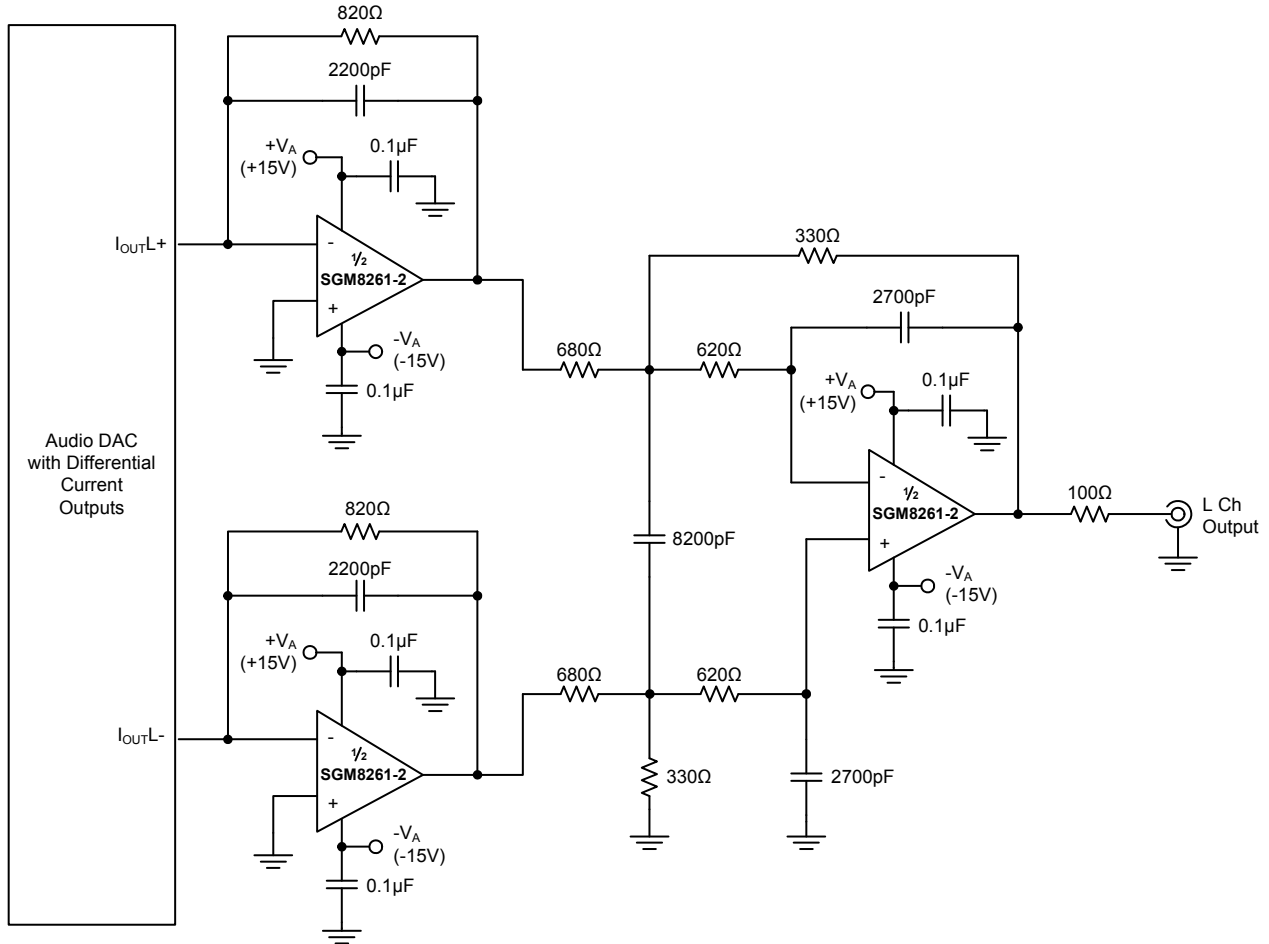 820Ω
2200pF
+VA
(+15V)
0.1µF
IOUTL+
-
½
SGM8261-2
+
-VA
(-15V)
0.1µF
330Ω
2700pF
680Ω
620Ω
+VA
(+15V)
0.1µF
Audio DAC
with Differential
Current
Outputs
-
½
SGM8261-2
+
100Ω
L Ch
Output
8200pF
-VA
(-15V)
0.1µF
820Ω
2200pF
+VA
(+15V)
0.1µF
680Ω
620Ω
IOUTL-
-
½
SGM8261-2
+
330Ω
2700pF
-VA
(-15V)
0.1µF